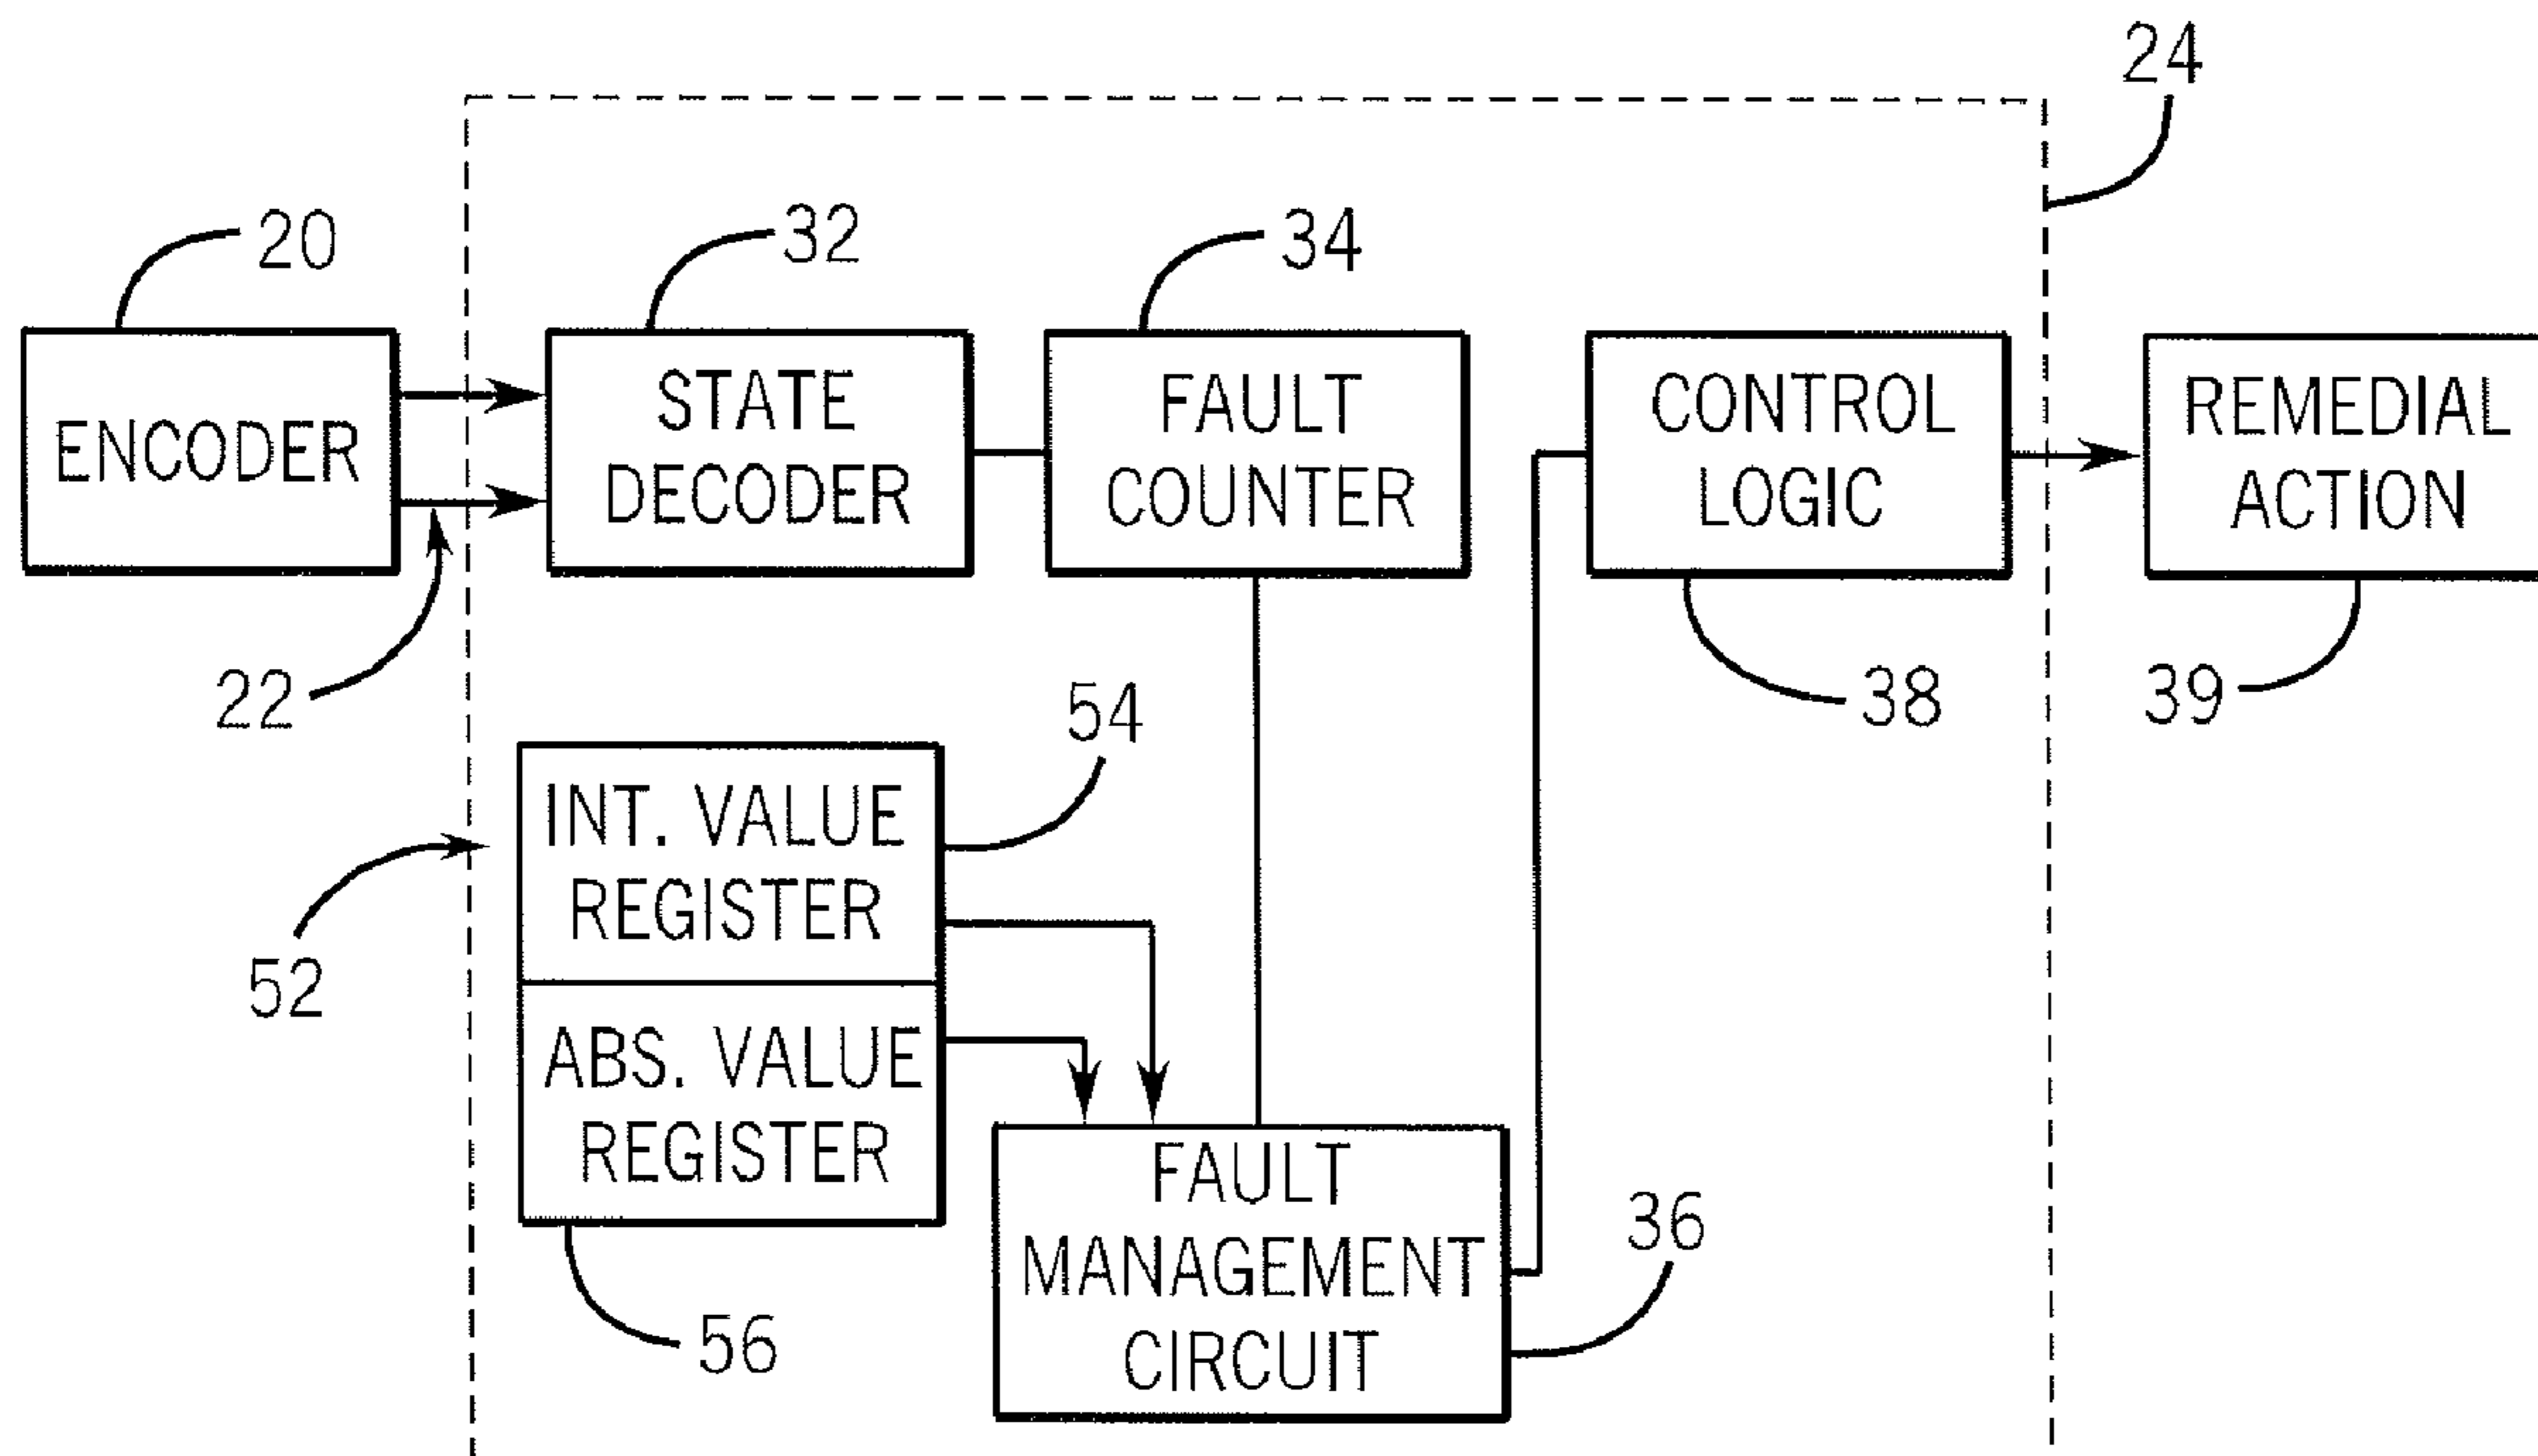 24
20
32
34
ENCODER
STATE
DECODER
FAULT
COUNTER
CONTROL
LOGIC
REMEDIAL
ACTION
22
54
38
39
INT. VALUE
REGISTER
52
ABS. VALUE
REGISTER
FAULT
MANAGEMENT
CIRCUIT
36
56